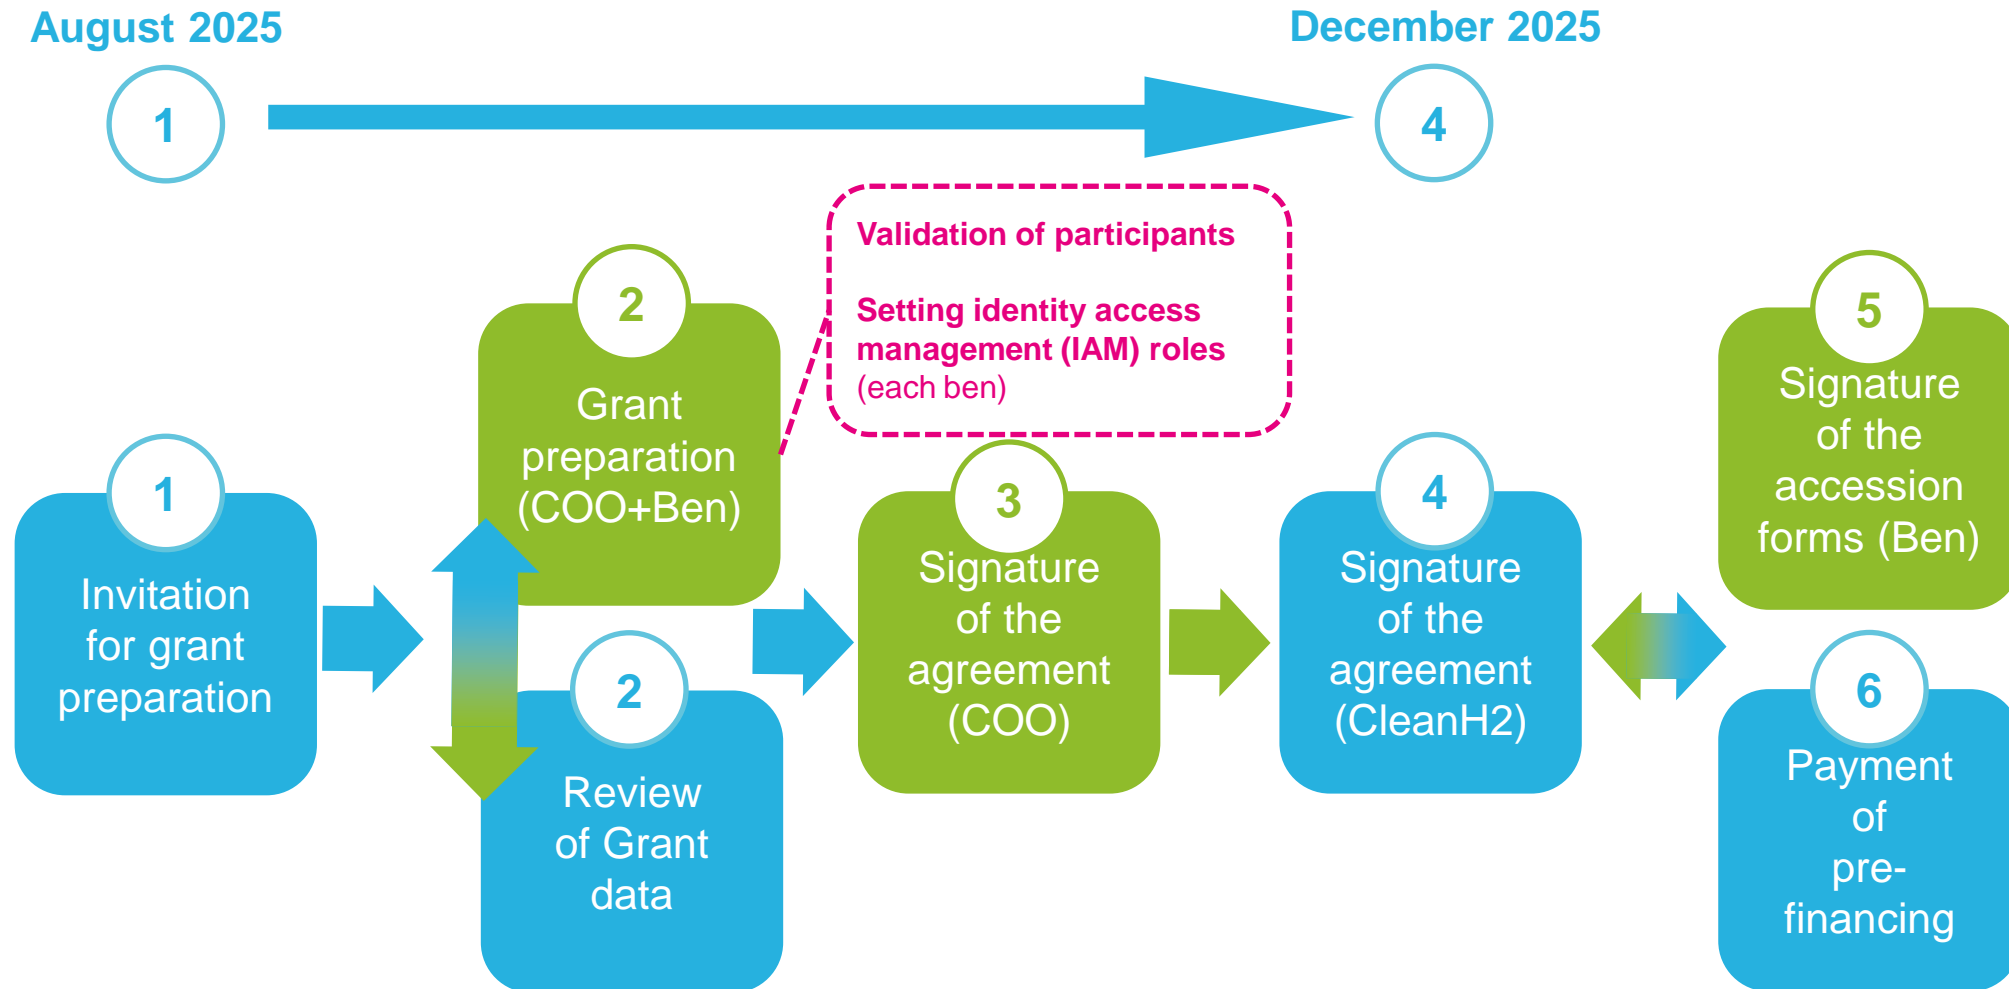 August 2025
December 2025
1
4
Validation of participants
Setting identity access
management (IAM) roles
(each ben)
1
Invitation
for grant
preparation
2
Grant
preparation
(COO+Ben)
2
Review
of Grant
data
3
Signature
of the
agreement
(COO)
4
Signature
of the
agreement
(CleanH2)
5
Signature
of the
accession
forms (Ben)
6
Payment
of
pre-
financing